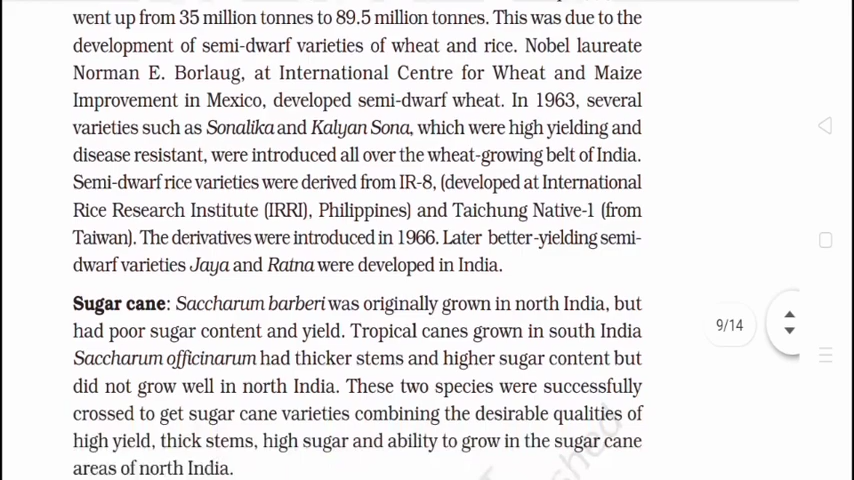 went up from 35 million tonnes to 89.5 million tonnes. This was due to the
development of semi-dwarf varieties of wheat and rice. Nobel laureate
Norman E. Borlaug, at International Centre for Wheat and Maize
Improvement in Mexico, developed semi-dwarf wheat. In 1963, several
varieties such as Sonalika and Kalyan Sona, which were high yielding and
disease resistant, were introduced all over the wheat-growing belt of India.
Semi-dwarf rice varieties were derived from IR-8, (developed at International
Rice Research Institute (IRRI), Philippines) and Taichung Native-1 (from
Taiwan). The derivatives were introduced in 1966. Later better-yielding semi-
dwarf varieties Jaya and Ratna were developed in India.
Sugar cane: Saccharum barberi was originally grown in north India, but
had poor sugar content and yield. Tropical canes grown in south India
Saccharum officinarum had thicker stems and higher sugar content but
did not grow well in north India. These two species were successfully
crossed to get sugar cane varieties combining the desirable qualities of
high yield, thick stems, high sugar and ability to grow in the sugar cane
areas of north India.
9/14